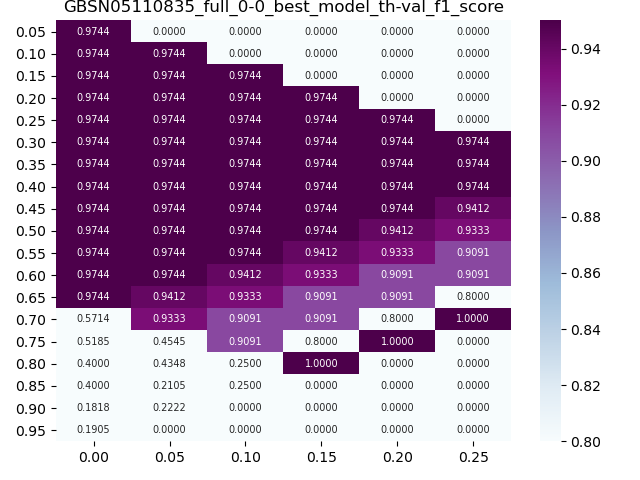 GBSN05110835_full_0-0_best_model_th-val_f1_score
0.05 0.9744 0.0000 0.0000 0.0000 0.0000 0.0000
0.10 0.9744 0.9744 0.0000 0.0000 0.0000 0.0000
0.15 0.9744 0.9744 0.9744 0.0000 0.0000 0.0000
0.20 0.9744 0.9744 0.9744 0.9744 0.0000 0.0000
0.25 0.9744 0.9744 0.9744 0.9744 0.9744 0.0000
0.30 0.9744 0.9744 0.9744 0.9744 0.9744 0.9744
0.35 0.9744 0.9744 0.9744 0.9744 0.9744 0.9744
0.40 0.9744 0.9744 0.9744 0.9744 0.9744 0.9744
0.45 0.9744 0.9744 0.9744 0.9744 0.9744 0.9412
0.50 0.9744 0.9744 0.9744 0.9744 0.9412 0.9333
0.55 0.9744 0.9744 0.9744 0.9412 0.9333 0.9091
0.60 0.9744 0.9744 0.9412 0.9333 0.9091 0.9091
0.65 0.9744 0.9412 0.9333 0.9091 0.9091 0.8000
0.70 0.5714 0.9333 0.9091 0.9091 0.8000 1.0000
0.75 0.5185 0.4545 0.9091 0.8000 1.0000 0.0000
0.80 0.4000 0.4348 0.2500 1.0000 0.0000 0.0000
0.85 0.4000 0.2105 0.2500 0.0000 0.0000 0.0000
0.90 0.1818 0.2222 0.0000 0.0000 0.0000 0.0000
0.95 0.1905 0.0000 0.0000 0.0000 0.0000 0.0000
0.00 0.05 0.10 0.15 0.20 0.25
0.94
0.92
0.90
0.88
0.86
0.84
0.82
0.80